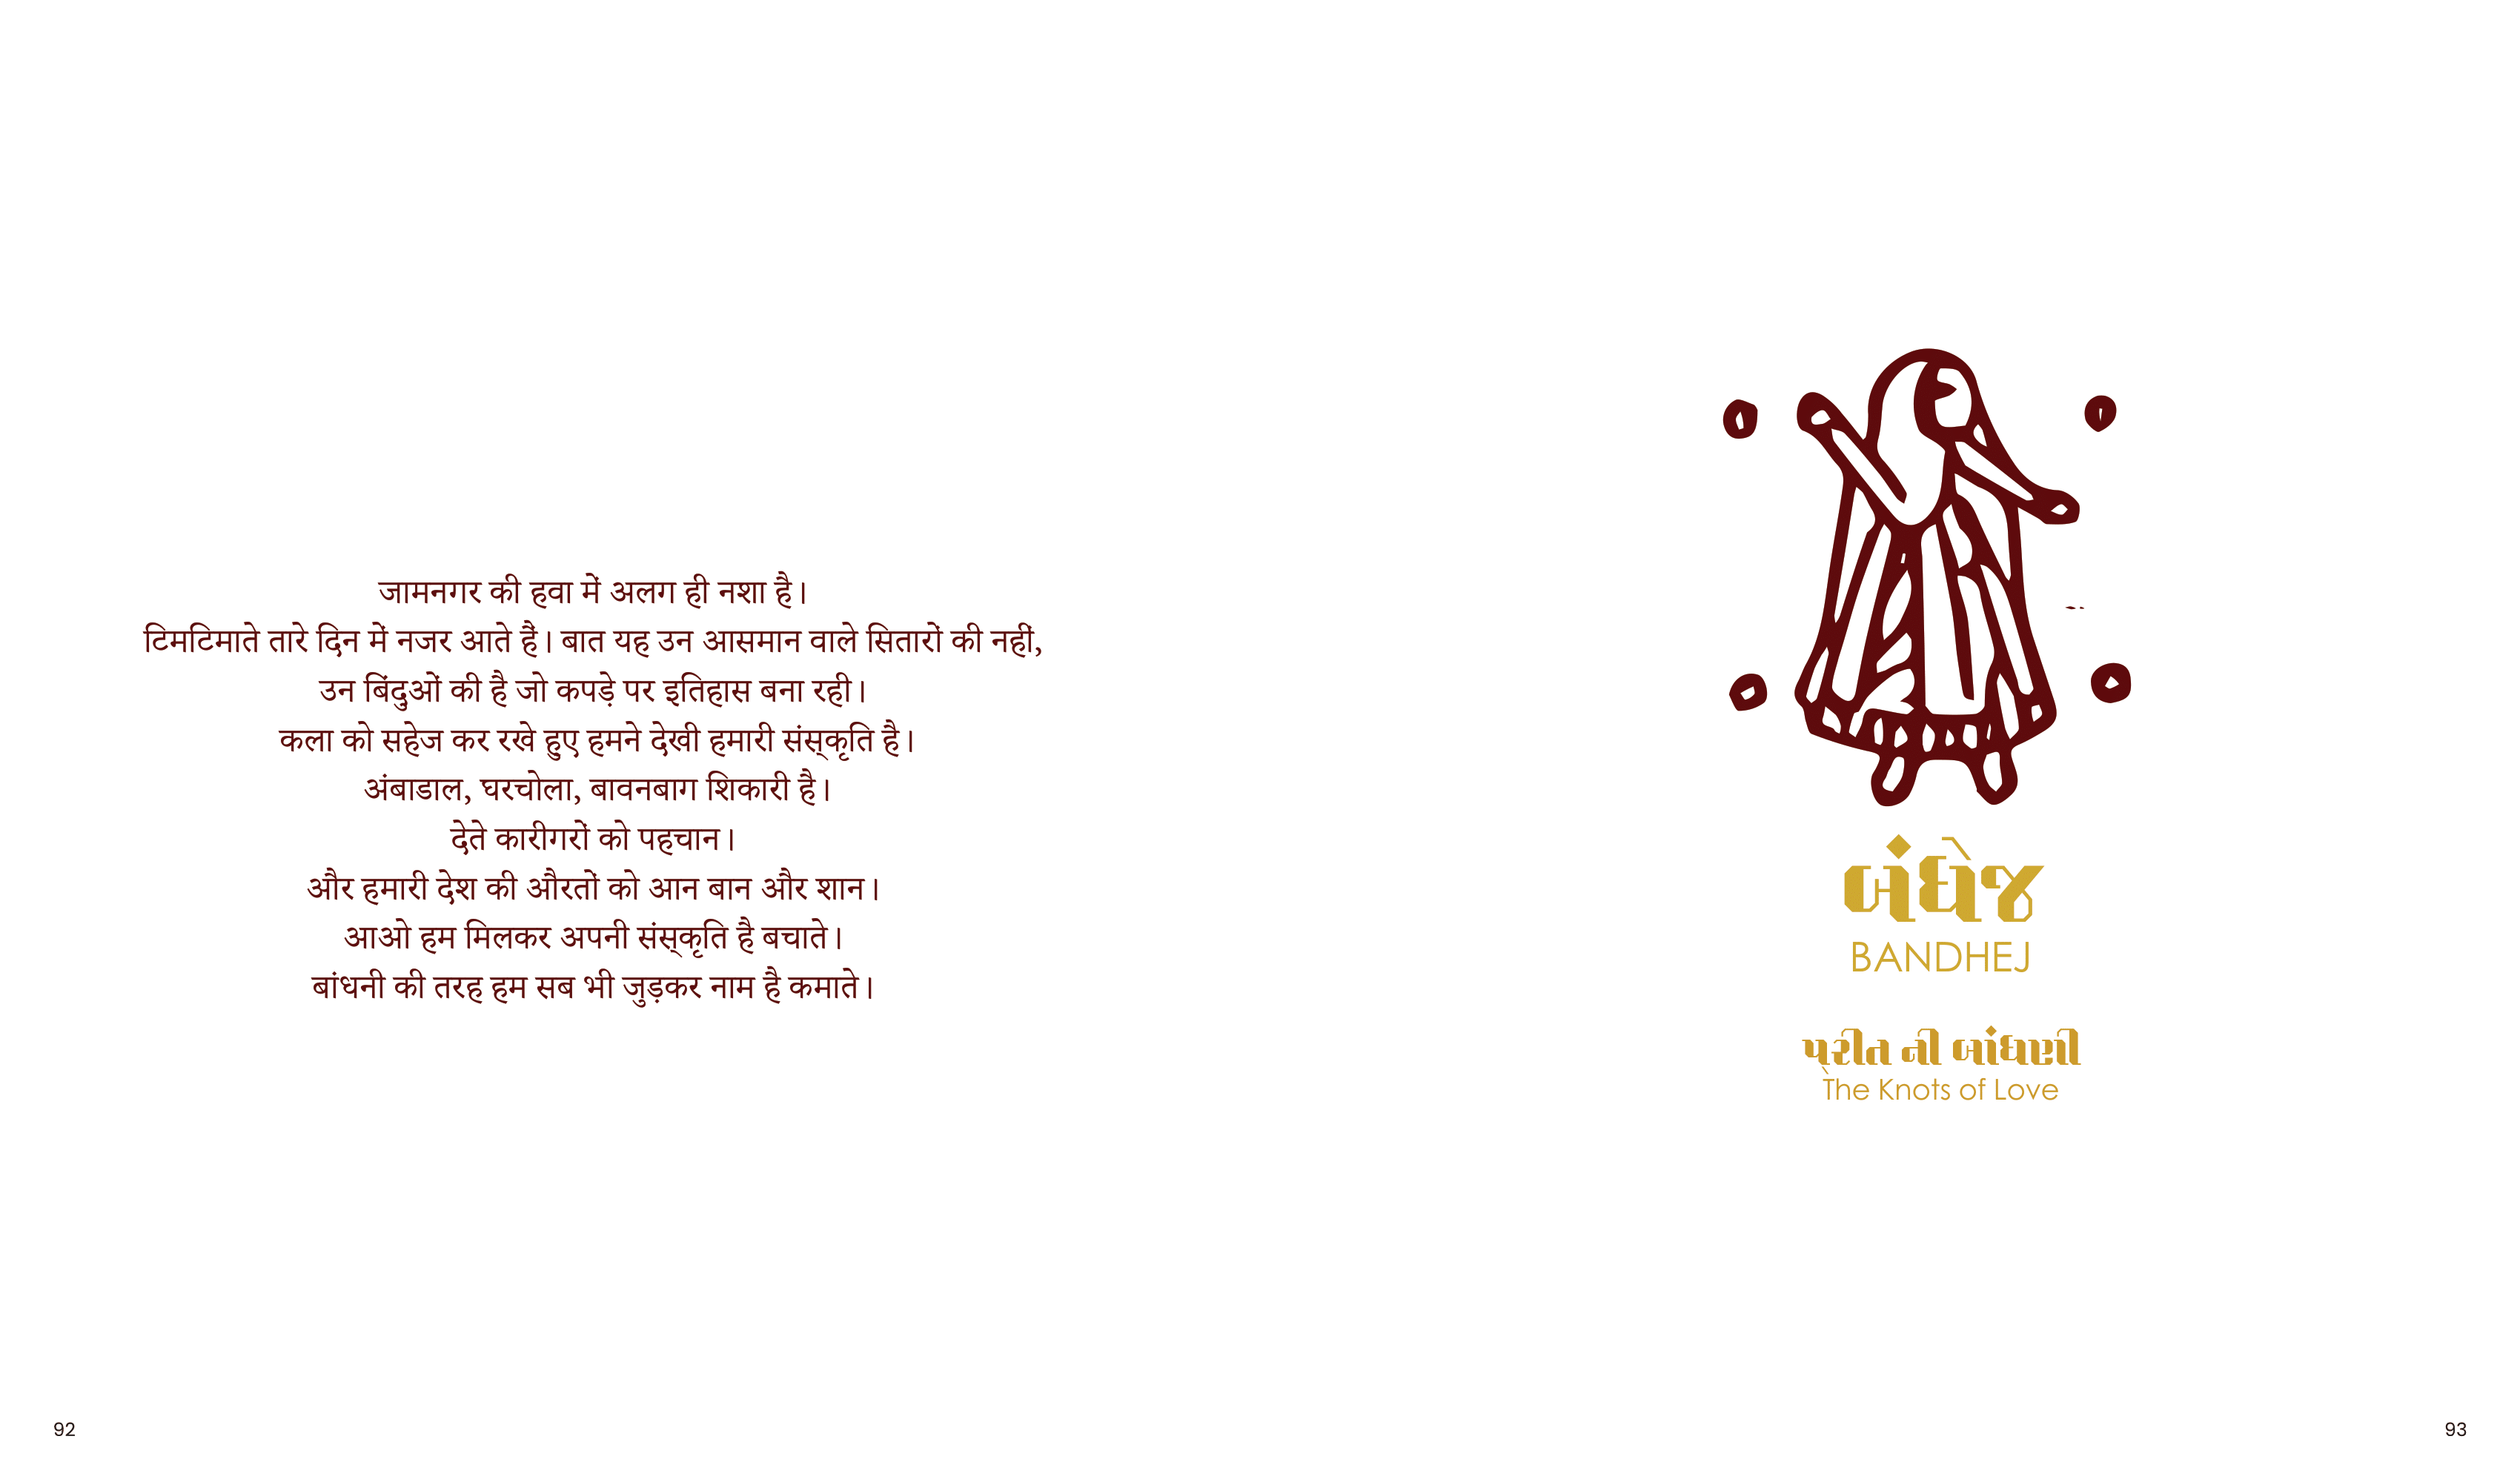 जामनगर की हवा में अलग ही नशा है।
टिमटिमाते तारे दिन में नजर आते हैं। बात यह उन आसमान वाले सितारों की नहीं,
उन बिंदुओं की है जो कपड़े पर इतिहास बना रही।
कला को सहेज कर रखे हुए हमने देखी हमारी संस्कृति है।
अंबाडाल, घरचोला, बावनबाग शिकारी है।
देते कारीगरों को पहचान।
और हमारी देश की औरतों को आन बान और शान।
आओ हम मिलकर अपनी संस्कृति है बचाते।
बांधनी की तरह हम सब भी जुड़कर नाम है कमाते।
92
બંધેજ
BANDHEJ
પ્રીત ની બાંધણી
The Knots of Love
93